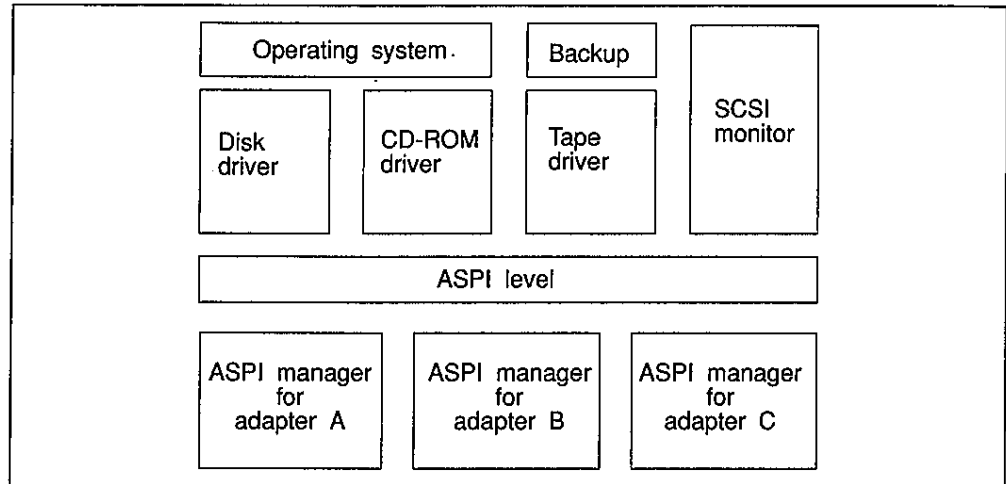 Operating system
Backup
SCSI
monitor
Disk
driver
CD-ROM
driver
Tape
driver
ASPI level
ASPI manager
for
adapter A
ASPI manager
for
adapter B
ASPI manager
for
adapter C